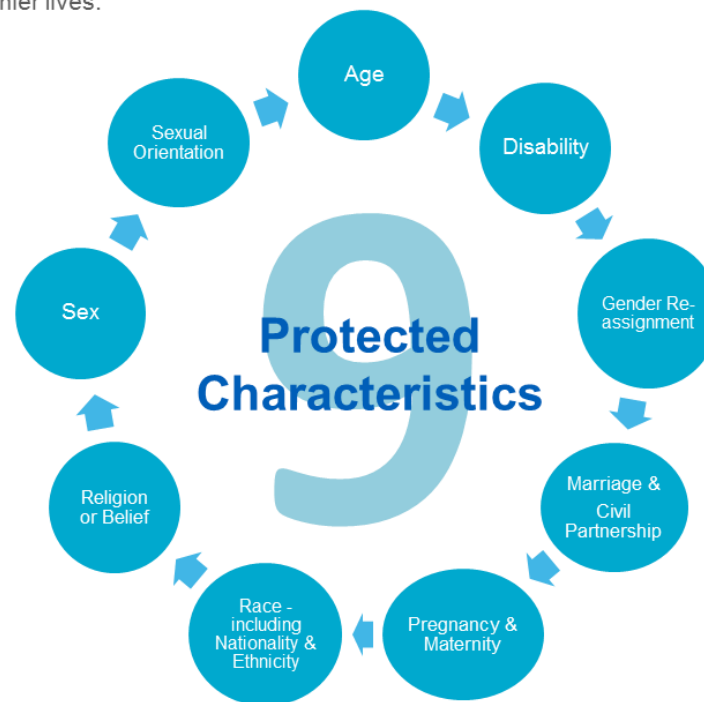 Age
Disability
Gender Re-
assignment
Marriage &
Civil
Partnership
Pregnancy &
Maternity
Race -
including
Nationality &
Ethnicity
Religion
or Belief
Sex
Sexual
Orientation
9
Protected
Characteristics